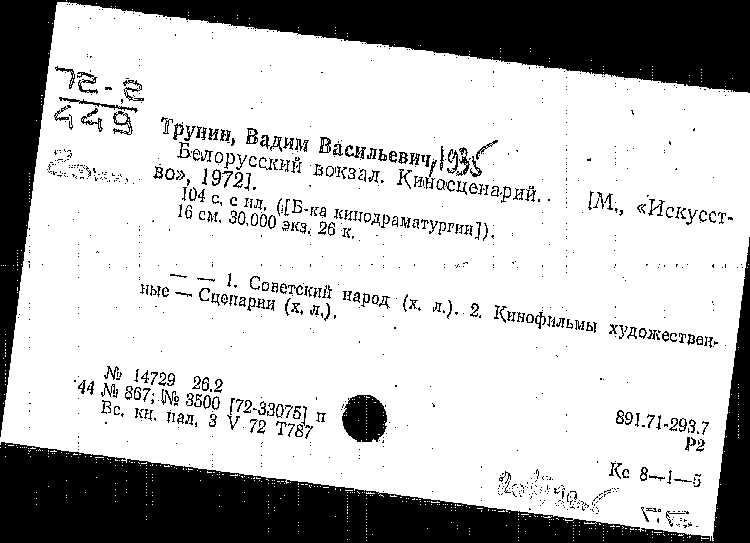 72-2
449
Трунин, Вадим Васильевич, 1935
Белорусский вокзал. Киносценарий. [М., «Искусст-
во», 1972].
104 с. с ил. ([Б-ка кинодраматургии]).
16 см. 30.000 экз. 26 к.
— — 1. Советский народ (х. л.). 2. Кинофильмы художествен-
ные — Сценарии (х. л.).
№ 14729 26.2
44 № 867; [№ 3500 [72-33075] п
Вс. кн. пал. 3 V 72 Т787
891.71-293.7
Р2
Кс 8—1—5